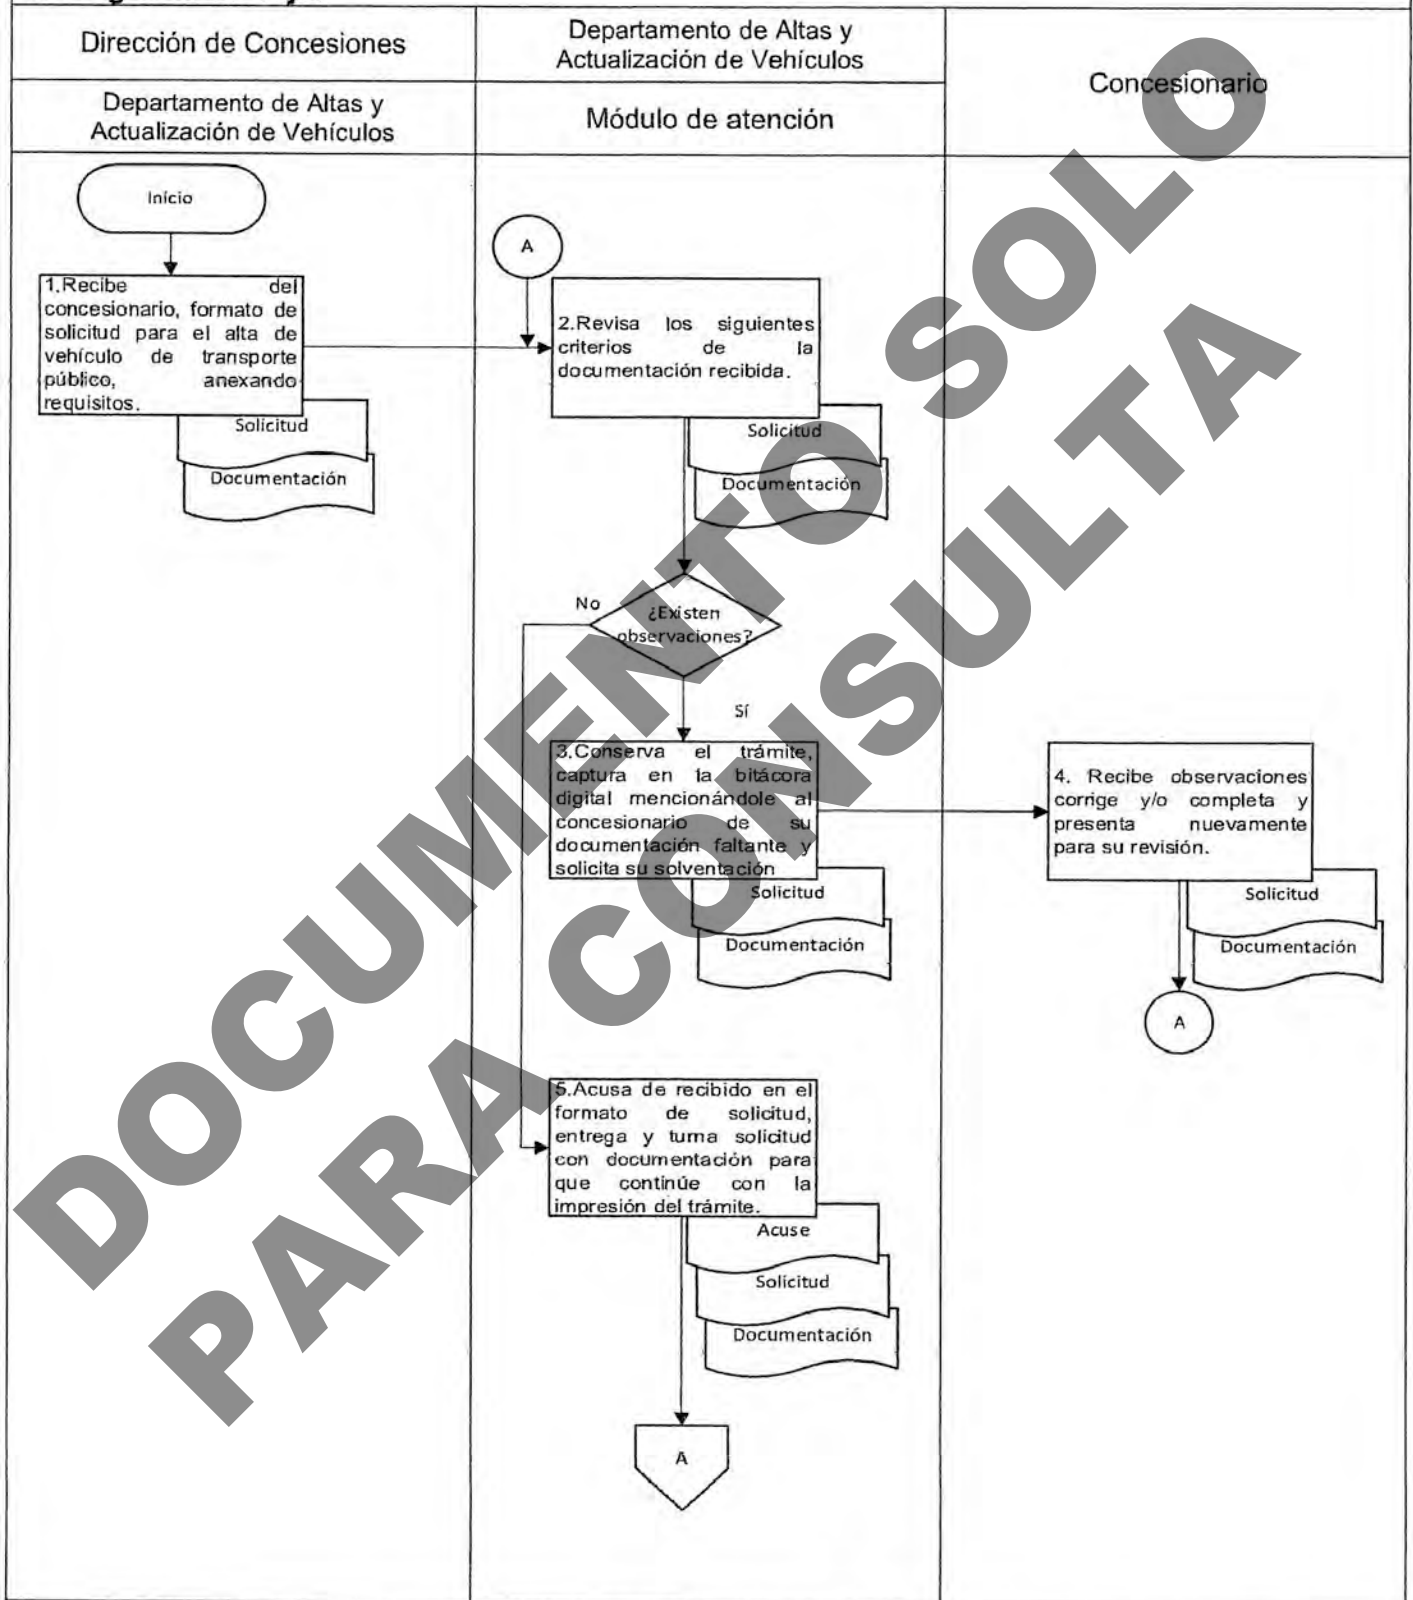 Dirección de Concesiones
Departamento de Altas y
Actualización de Vehículos
Concesionario
Departamento de Altas y
Actualización de Vehículos
Módulo de atención
Início
A
1.Recibe del
concesionario, formato de
solicitud para el alta de
vehículo de transporte
público, anexando
requisitos.
Solicitud
Documentación
2.Revisa los siguientes
criterios de la
documentación recibida.
Solicitud
Documentación
No
¿Existen
observaciones?
Sí
3.Conserva el trámite,
captura en la bitácora
digital mencionándole al
concesionario de su
documentación faltante y
solicita su solventación
Solicitud
Documentación
4. Recibe observaciones
corrige y/o completa y
presenta nuevamente
para su revisión.
Solicitud
Documentación
A
5.Acusa de recibido en el
formato de solicitud,
entrega y turna solicitud
con documentación para
que continúe con la
impresión del trámite.
Acuse
Solicitud
Documentación
A
DOCUMENTO SOLO
PARA CONSULTA